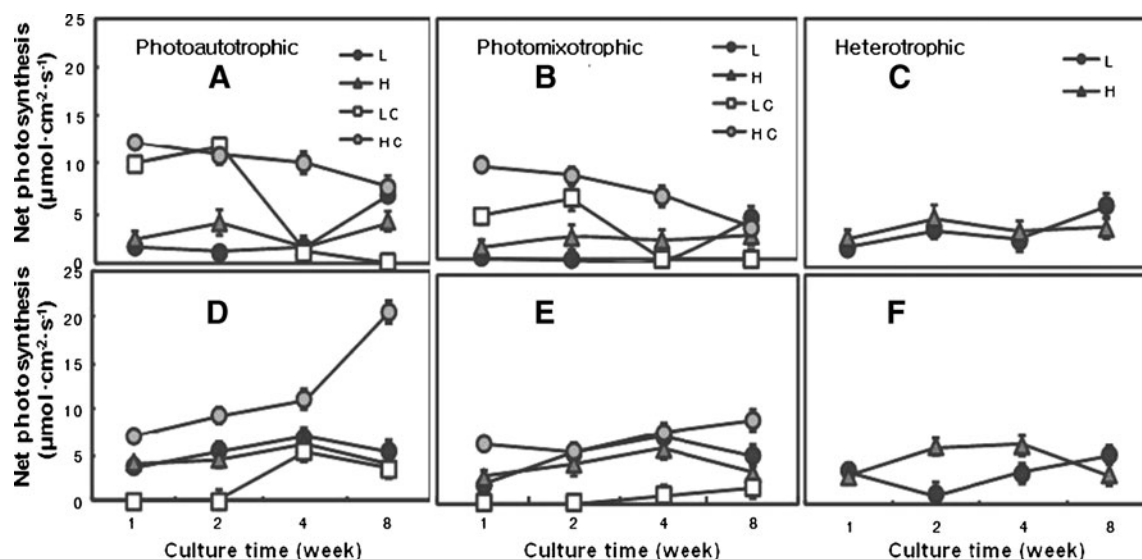 Net photosynthesis
(µmol·cm⁻²·s⁻¹)
25
20
15
10
5
0
Photoautotrophic
A
L
H
LC
HC
Photomixotrophic
B
L
H
LC
HC
Heterotrophic
C
L
H
Net photosynthesis
(µmol·cm⁻²·s⁻¹)
25
20
15
10
5
0
D
E
F
1 2 4 8
1 2 4 8
1 2 4 8
Culture time (week)
Culture time (week)
Culture time (week)